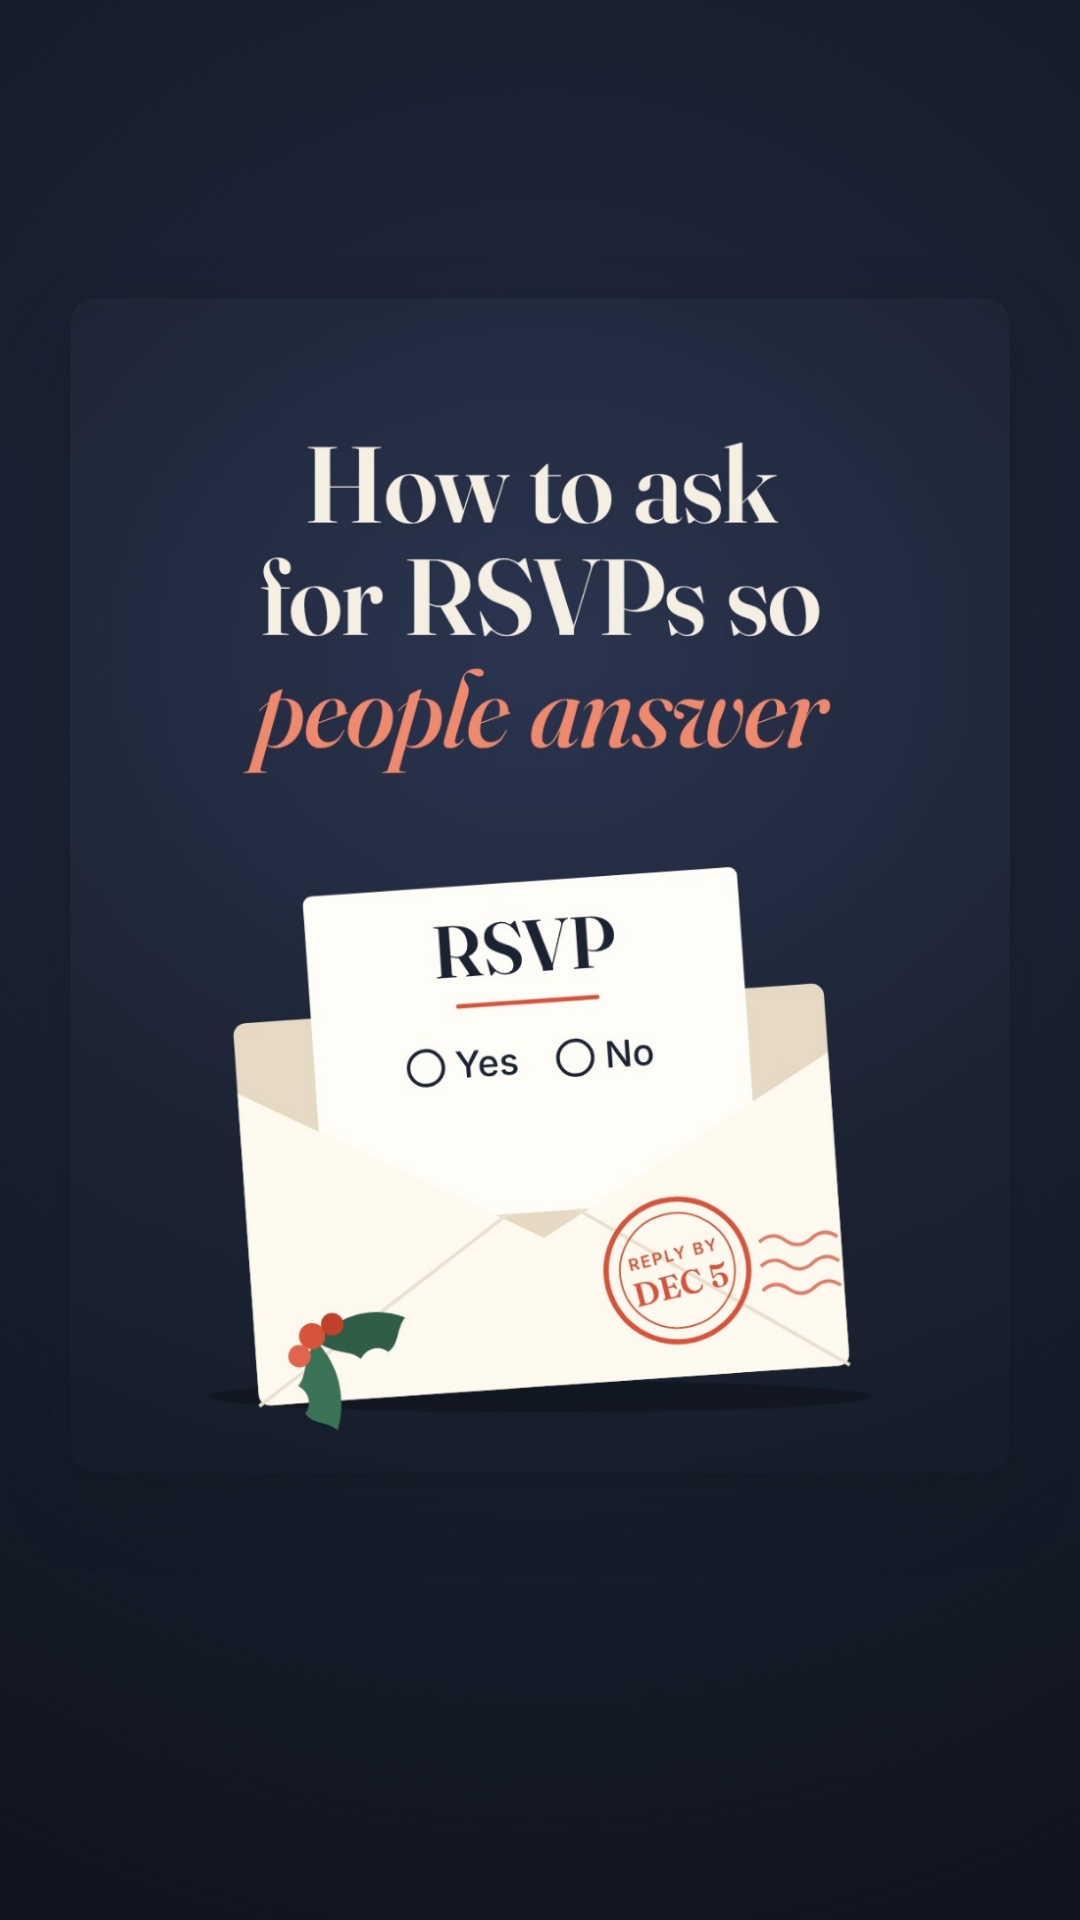 How to ask
for RSVPs so
people answer
RSVP
Yes No
REPLY BY
DEC 5